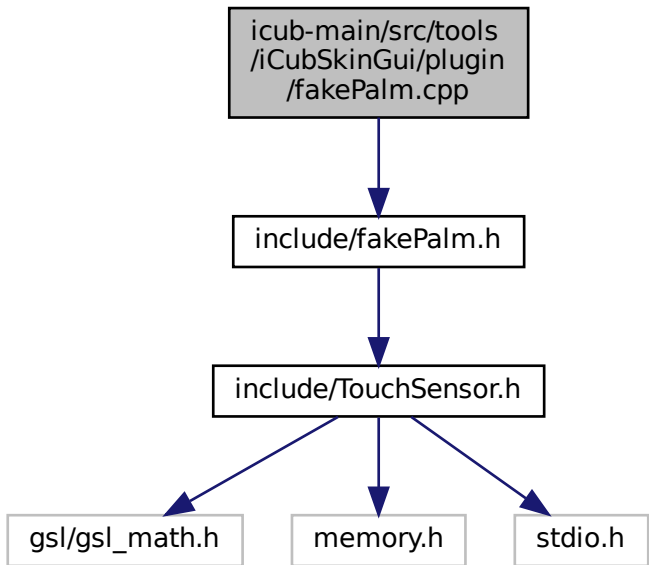 icub-main/src/tools
/iCubSkinGui/plugin
/fakePalm.cpp
include/fakePalm.h
include/TouchSensor.h
gsl/gsl_math.h
memory.h
stdio.h